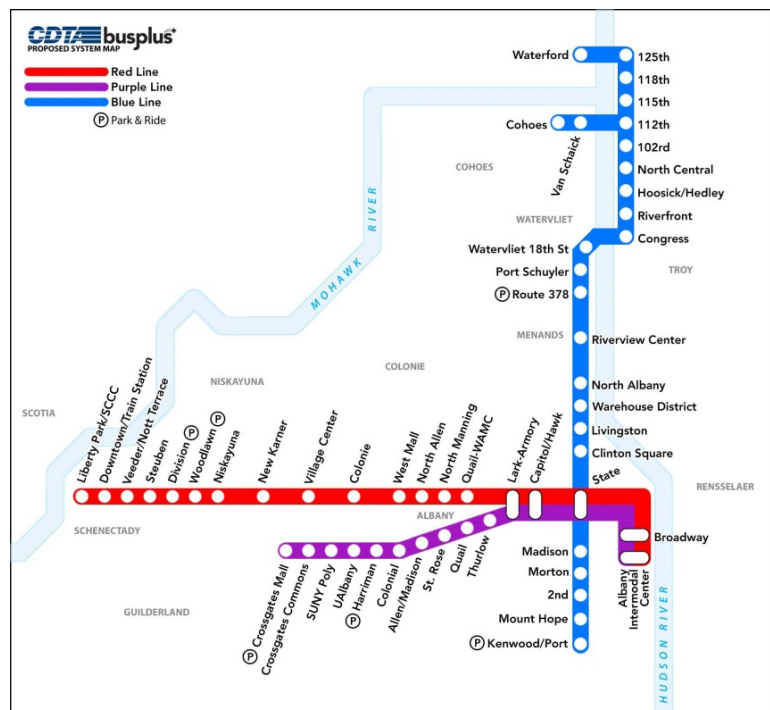 CDTA busplus+
PROPOSED SYSTEM MAP
Red Line
Purple Line
Blue Line
P Park & Ride
Waterford
125th
118th
115th
112th
Cohoes
Van Schaick
102rd
North Central
Hoosick/Hedley
Riverfront
Congress
Watervliet 18th St
Port Schuyler
P Route 378
Riverview Center
North Albany
Warehouse District
Livingston
Clinton Square
State
Broadway
Albany
Intermodal
Center
Madison
Morton
2nd
Mount Hope
P Kenwood/Port
COHOES
WATERVLIET
TROY
MENANDS
COLONIE
NISKAYUNA
SCOTIA
SCHENECTADY
GUILDERLAND
ALBANY
RENSSELAER
MOHAWK
RIVER
HUDSON RIVER
Liberty Park/SCCC
Downtown/Train Station
Veeder/Nott Terrace
Steuben
Division P
Woodlawn P
Niskayuna
New Karner
Village Center
Colonie
West Mall
North Allen
North Manning
Quail-WAMC
Lark-Armory
Capitol/Hawk
P Crossgates Mall
Crossgates Commons
SUNY Poly
UAlbany
P Harriman
Colonial
Allen/Madison
St. Rose
Quail
Thurlow